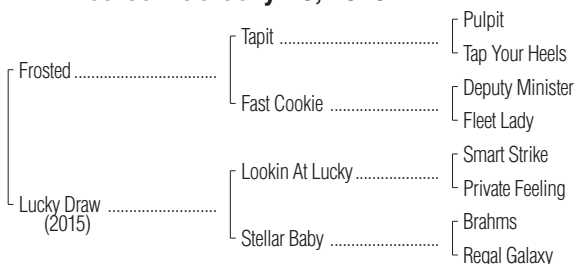 Frosted
Lucky Draw
(2015)
Tapit
Fast Cookie
Lookin At Lucky
Stellar Baby
Pulpit
Tap Your Heels
Deputy Minister
Fleet Lady
Smart Strike
Private Feeling
Brahms
Regal Galaxy